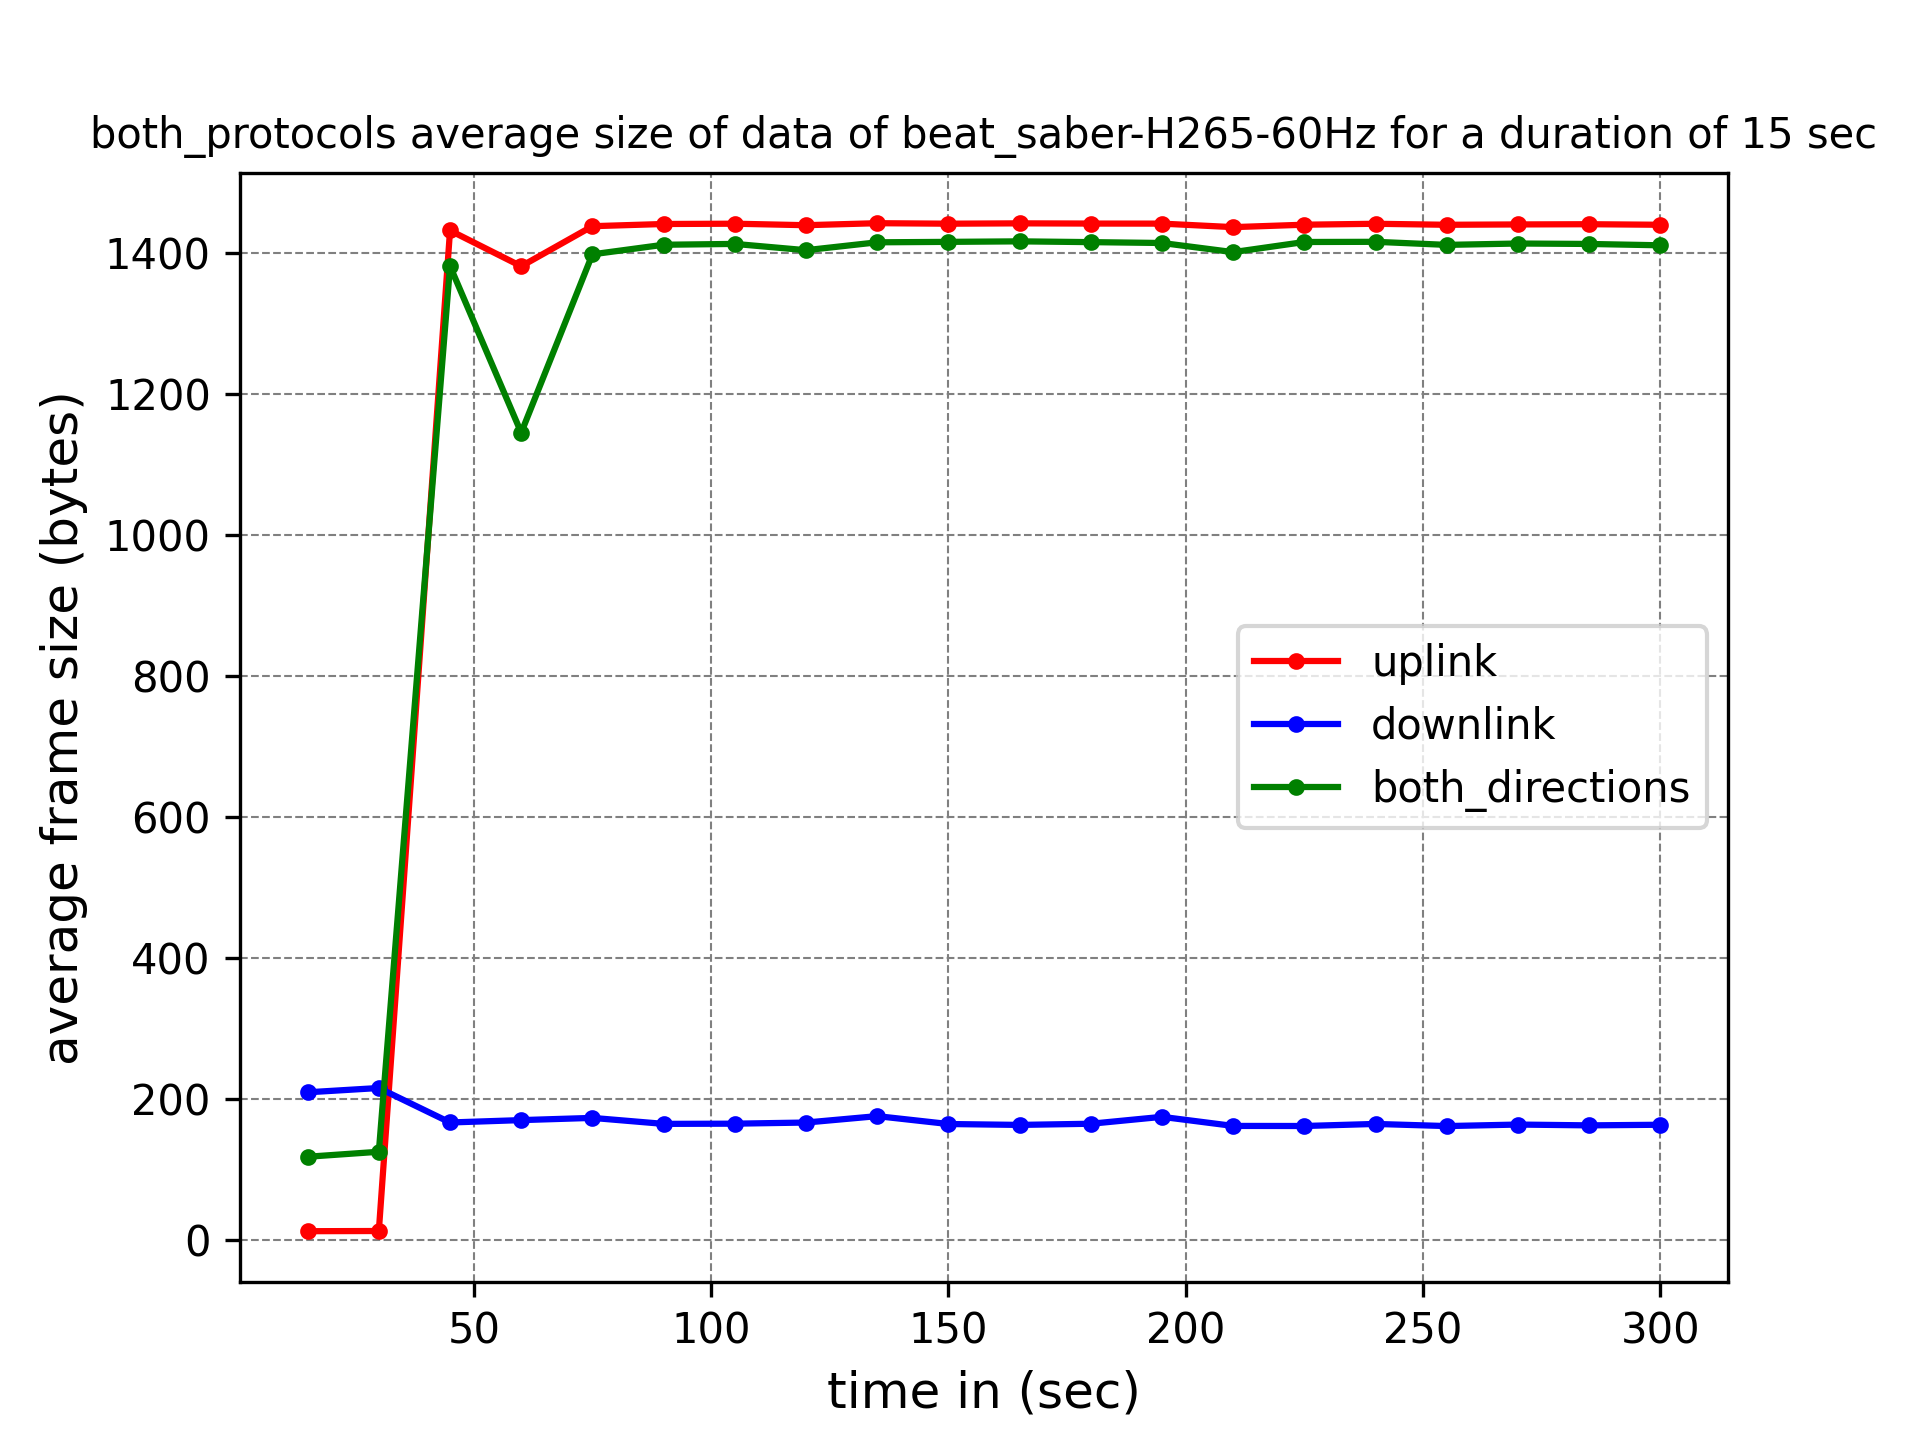 both_protocols average size of data of beat_saber-H265-60Hz for a duration of 15 sec
average frame size (bytes)
1400
1200
1000
800
600
400
200
0
uplink
downlink
both_directions
50 100 150 200 250 300
time in (sec)